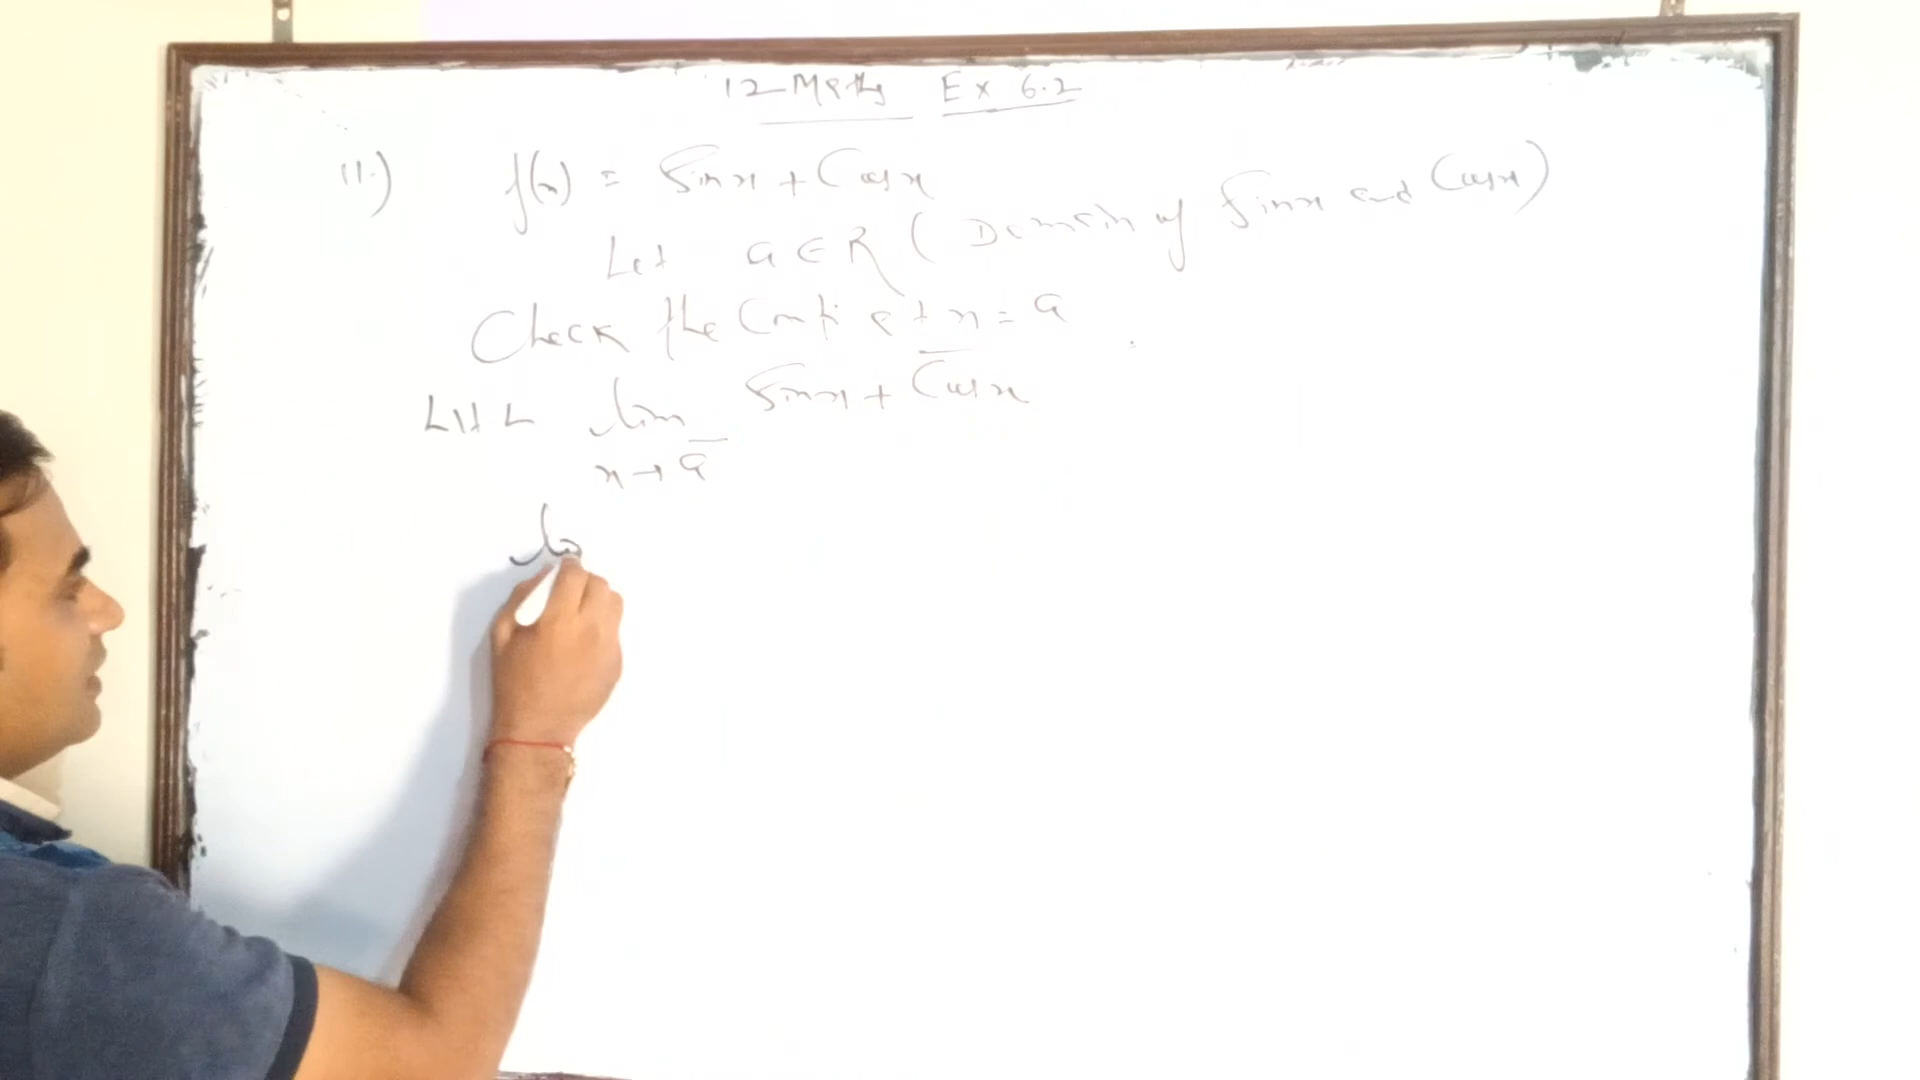 12 Maths Ex 6.2
11.) f(x) = Sinx + Cosx
Let a ∈ R (Domain of Sinx and Cosx)
Check the Conti at x = a
LHL lim Sinx + Cosx
x → a⁻